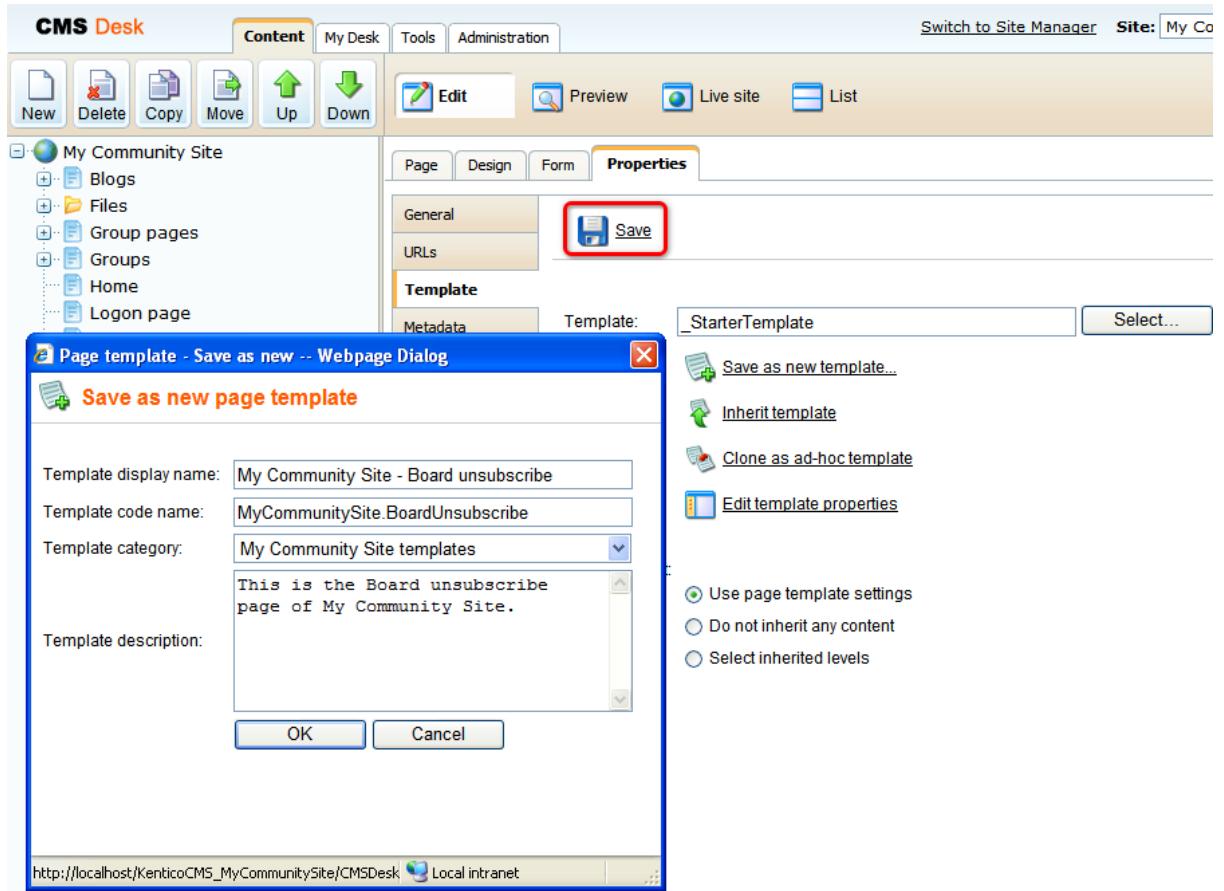 CMS Desk
Content
My Desk
Tools
Administration
Switch to Site Manager
Site:
My Co
New
Delete
Copy
Move
Up
Down
Edit
Preview
Live site
List
My Community Site
Blogs
Files
Group pages
Groups
Home
Logon page
Page
Design
Form
Properties
General
URLs
Template
Metadata
Save
Template:
_StarterTemplate
Select...
Save as new template...
Inherit template
Clone as ad-hoc template
Edit template properties
Use page template settings
Do not inherit any content
Select inherited levels
Page template - Save as new -- Webpage Dialog
Save as new page template
Template display name:
My Community Site - Board unsubscribe
Template code name:
MyCommunitySite.BoardUnsubscribe
Template category:
My Community Site templates
Template description:
This is the Board unsubscribe
page of My Community Site.
OK
Cancel
http://localhost/KenticoCMS_MyCommunitySite/CMSDesk
Local intranet